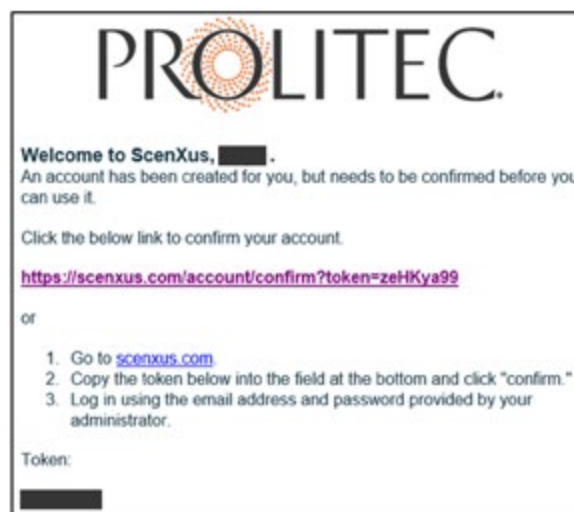 PROLITEC
Welcome to ScenXus, .
An account has been created for you, but needs to be confirmed before you
can use it.
Click the below link to confirm your account.
https://scenxus.com/account/confirm?token=zeHKya99
or
1. Go to scenxus.com.
2. Copy the token below into the field at the bottom and click "confirm."
3. Log in using the email address and password provided by your
administrator.
Token: